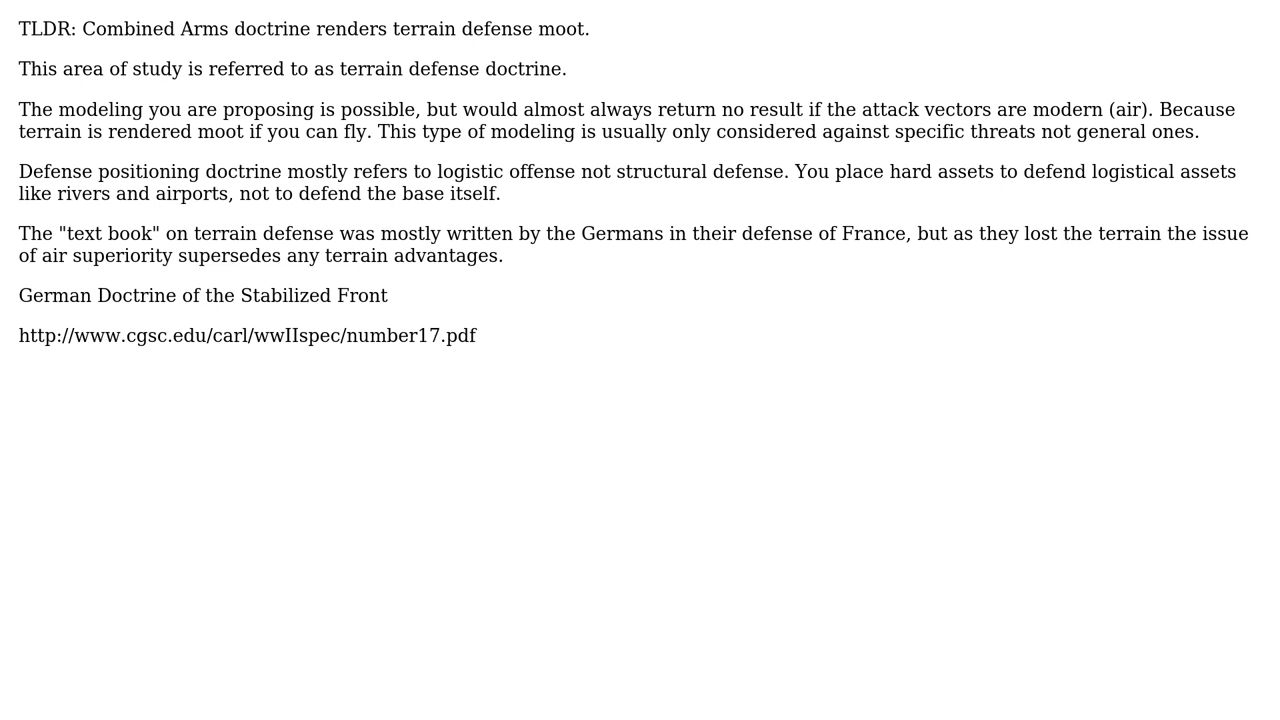 TLDR: Combined Arms doctrine renders terrain defense moot.
This area of study is referred to as terrain defense doctrine.
The modeling you are proposing is possible, but would almost always return no result if the attack vectors are modern (air). Because
terrain is rendered moot if you can fly. This type of modeling is usually only considered against specific threats not general ones.
Defense positioning doctrine mostly refers to logistic offense not structural defense. You place hard assets to defend logistical assets
like rivers and airports, not to defend the base itself.
The "text book" on terrain defense was mostly written by the Germans in their defense of France, but as they lost the terrain the issue
of air superiority supersedes any terrain advantages.
German Doctrine of the Stabilized Front
http://www.cgsc.edu/carl/wwIIspec/number17.pdf